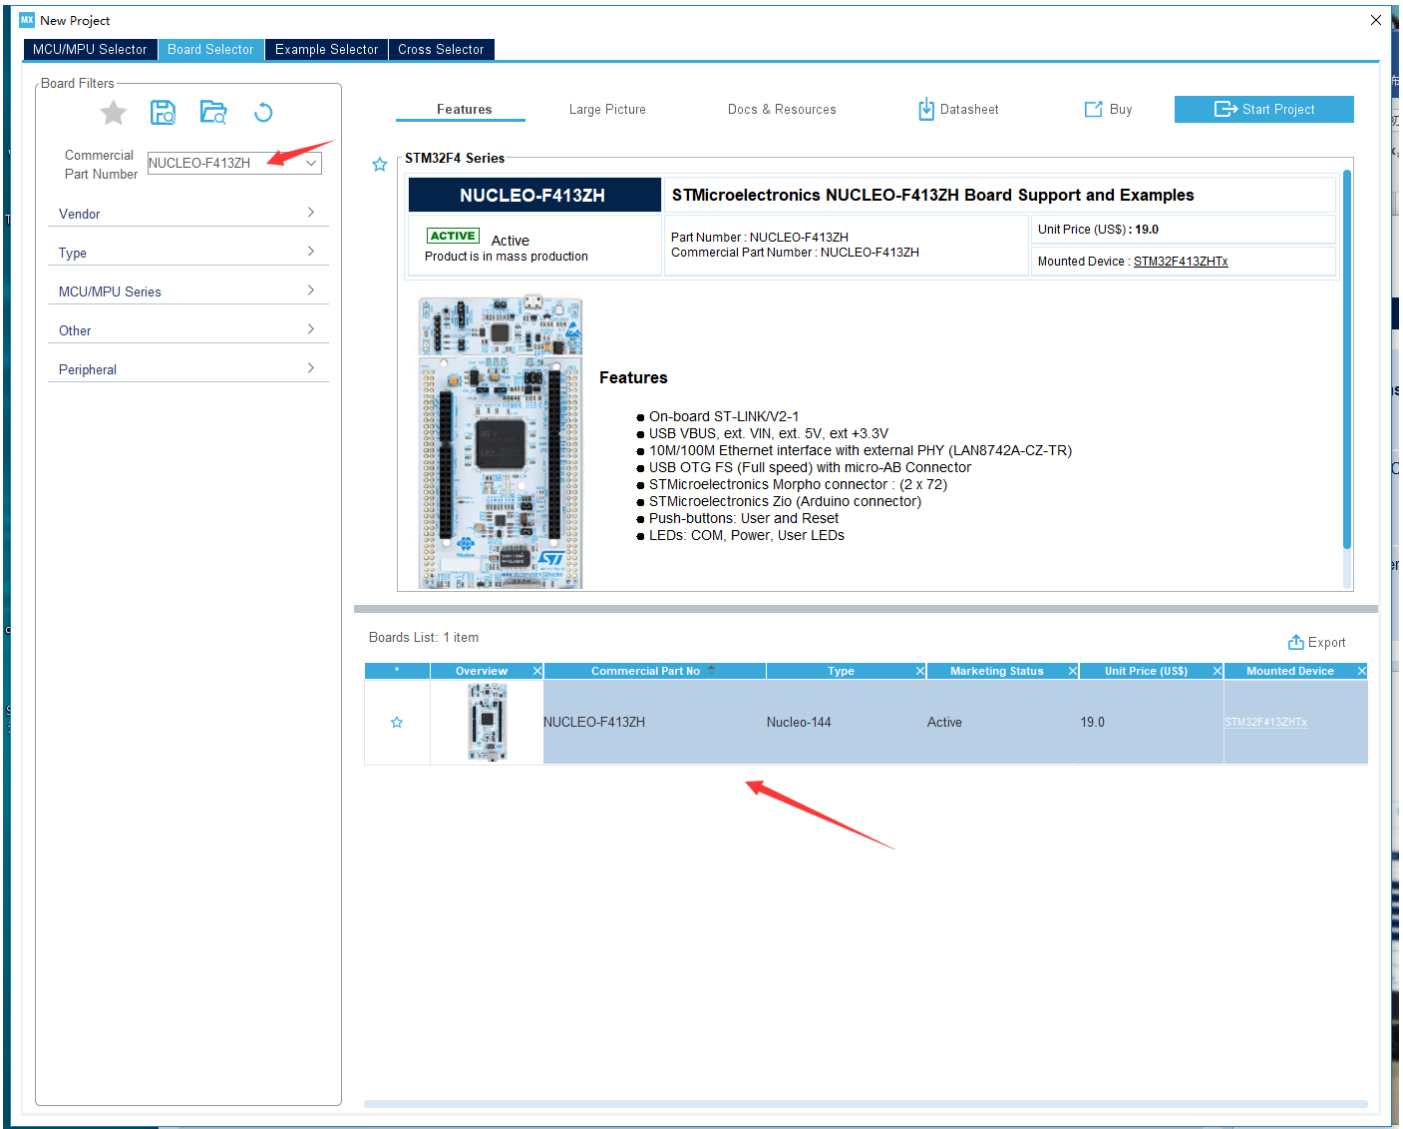 MX New Project
MCU/MPU Selector Board Selector Example Selector Cross Selector
Board Filters
Commercial
Part Number
NUCLEO-F413ZH
Vendor
Type
MCU/MPU Series
Other
Peripheral
Features Large Picture Docs & Resources Datasheet Buy Start Project
STM32F4 Series
NUCLEO-F413ZH
STMicroelectronics NUCLEO-F413ZH Board Support and Examples
ACTIVE Active
Product is in mass production
Part Number : NUCLEO-F413ZH
Commercial Part Number : NUCLEO-F413ZH
Unit Price (US$) : 19.0
Mounted Device : STM32F413ZHTx
Features
On-board ST-LINK/V2-1
USB VBUS, ext. VIN, ext. 5V, ext +3.3V
10M/100M Ethernet interface with external PHY (LAN8742A-CZ-TR)
USB OTG FS (Full speed) with micro-AB Connector
STMicroelectronics Morpho connector : (2 x 72)
STMicroelectronics Zio (Arduino connector)
Push-buttons: User and Reset
LEDs: COM, Power, User LEDs
Boards List: 1 item
Export
* Overview Commercial Part No Type Marketing Status Unit Price (US$) Mounted Device
NUCLEO-F413ZH Nucleo-144 Active 19.0 STM32F413ZHTx